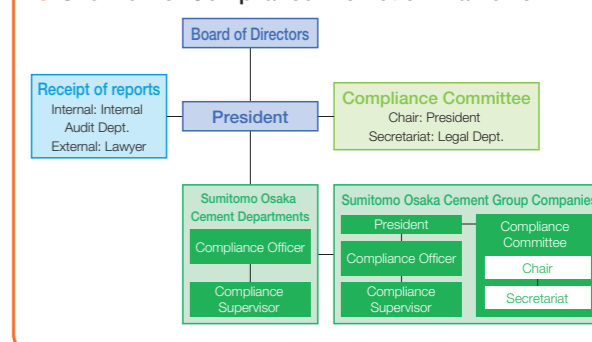 Board of Directors
Receipt of reports
Internal: Internal
Audit Dept.
External: Lawyer
President
Compliance Committee
Chair: President
Secretariat: Legal Dept.
Sumitomo Osaka
Cement Departments
Compliance Officer
Compliance
Supervisor
Sumitomo Osaka Cement Group Companies
President
Compliance Officer
Compliance
Supervisor
Compliance
Committee
Chair
Secretariat